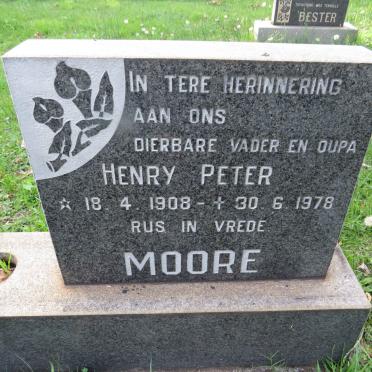 BESTER
IN TERE HERINNERING
AAN ONS
DIERBARE VADER EN OUPA
HENRY PETER
☆ 18. 4. 1908 - ✝ 30. 6. 1978
RUS IN VREDE
MOORE